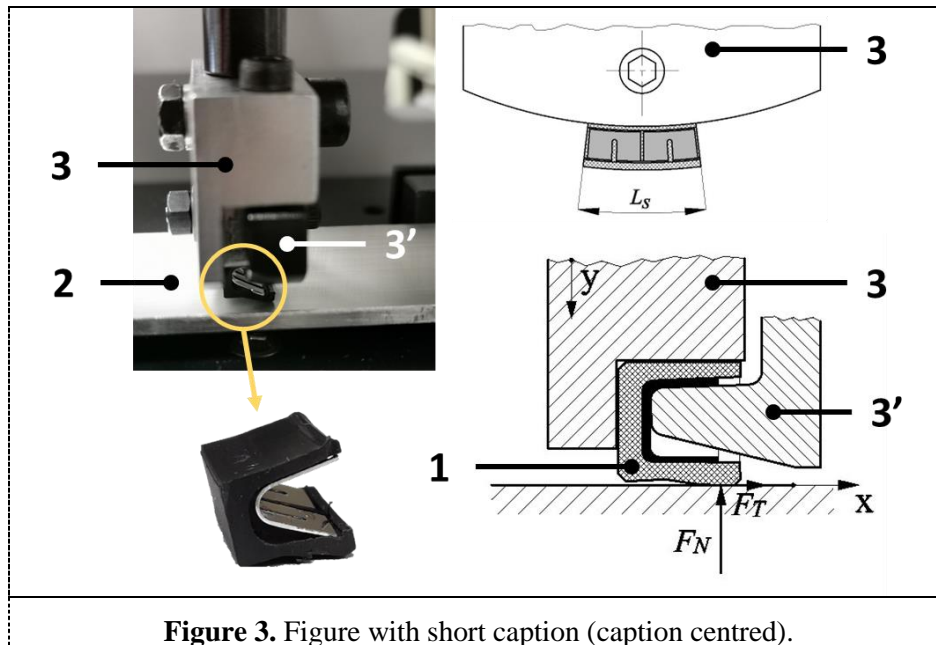 3
3
L_S
3'
2
y
3
3'
1
x
F_T
F_N
Figure 3. Figure with short caption (caption centred).